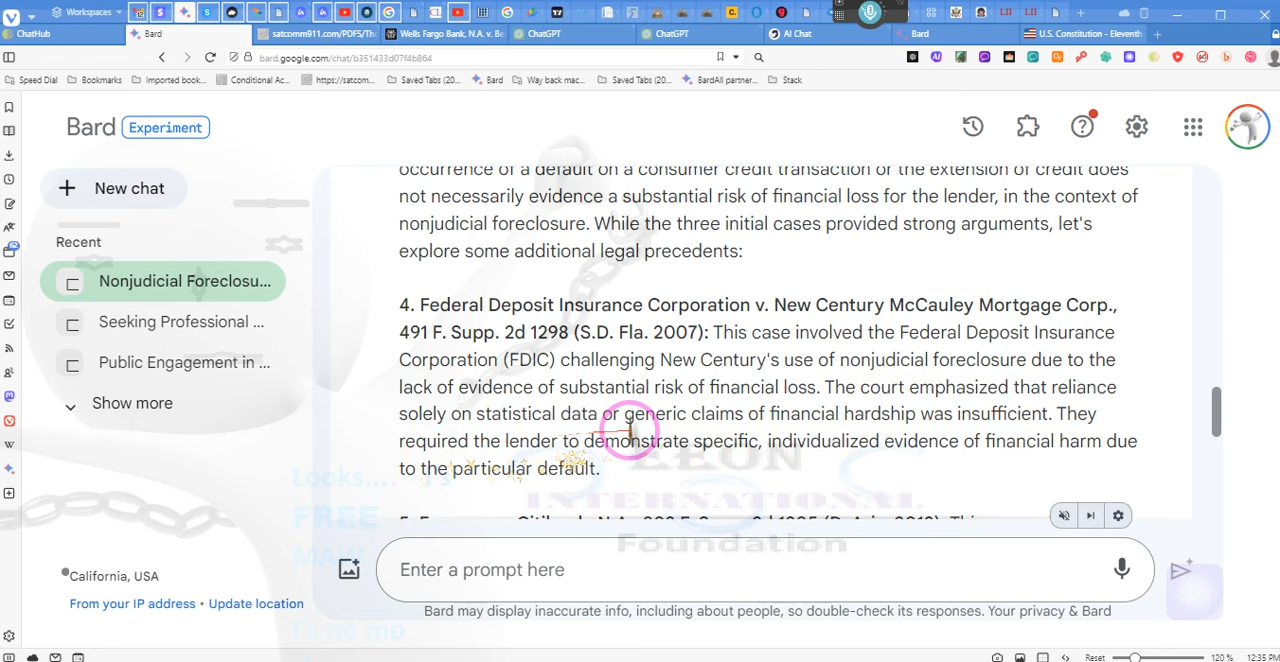 Workspaces
ChatHub
Bard
satcomm911.com/PDFS/Th
Wells Fargo Bank, N.A. v. Be
ChatGPT
ChatGPT
AI Chat
Bard
U.S. Constitution - Eleventh
bard.google.com/chat/b351433d07f4b864
Speed Dial
Bookmarks
Imported book...
Conditional Ac...
https://satcom...
Saved Tabs (20...
Bard
Way back mac...
Saved Tabs (20...
BardAll partner...
Stack
Bard Experiment
New chat
Recent
Nonjudicial Foreclosu...
Seeking Professional ...
Public Engagement in ...
Show more
occurrence of a default on a consumer credit transaction or the extension of credit does
not necessarily evidence a substantial risk of financial loss for the lender, in the context of
nonjudicial foreclosure. While the three initial cases provided strong arguments, let's
explore some additional legal precedents:
4. Federal Deposit Insurance Corporation v. New Century McCauley Mortgage Corp.,
491 F. Supp. 2d 1298 (S.D. Fla. 2007): This case involved the Federal Deposit Insurance
Corporation (FDIC) challenging New Century's use of nonjudicial foreclosure due to the
lack of evidence of substantial risk of financial loss. The court emphasized that reliance
solely on statistical data or generic claims of financial hardship was insufficient. They
required the lender to demonstrate specific, individualized evidence of financial harm due
to the particular default.
LEEON
INTERNATIONAL
Foundation
Looks....
FREE
California, USA
From your IP address • Update location
Enter a prompt here
Bard may display inaccurate info, including about people, so double-check its responses. Your privacy & Bard
Reset
120 %
12:35 PM